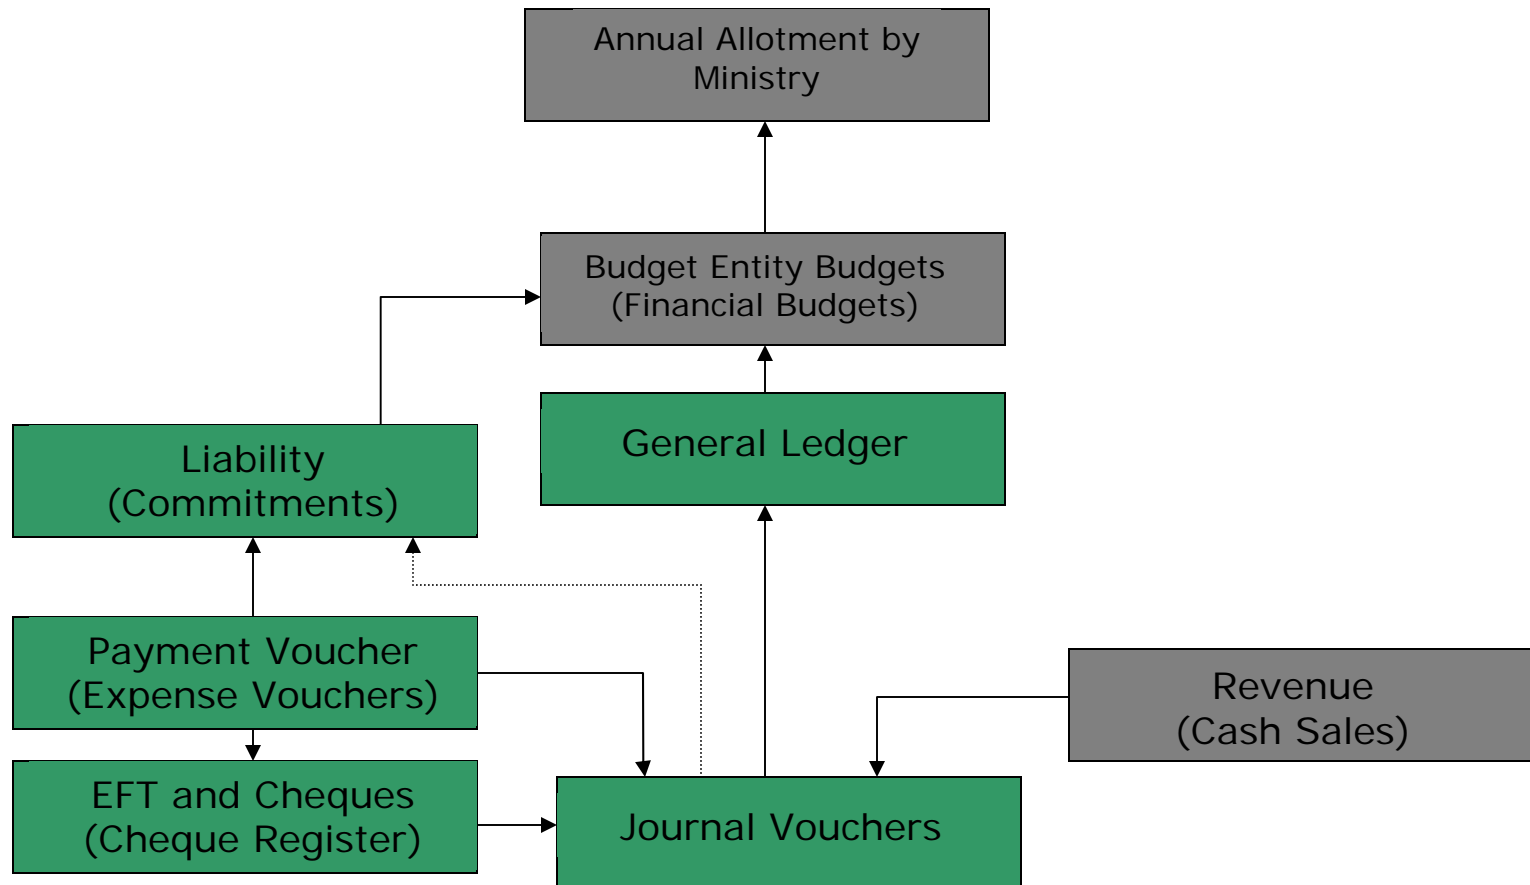 Annual Allotment by
Ministry
Budget Entity Budgets
(Financial Budgets)
General Ledger
Liability
(Commitments)
Payment Voucher
(Expense Vouchers)
Revenue
(Cash Sales)
EFT and Cheques
(Cheque Register)
Journal Vouchers